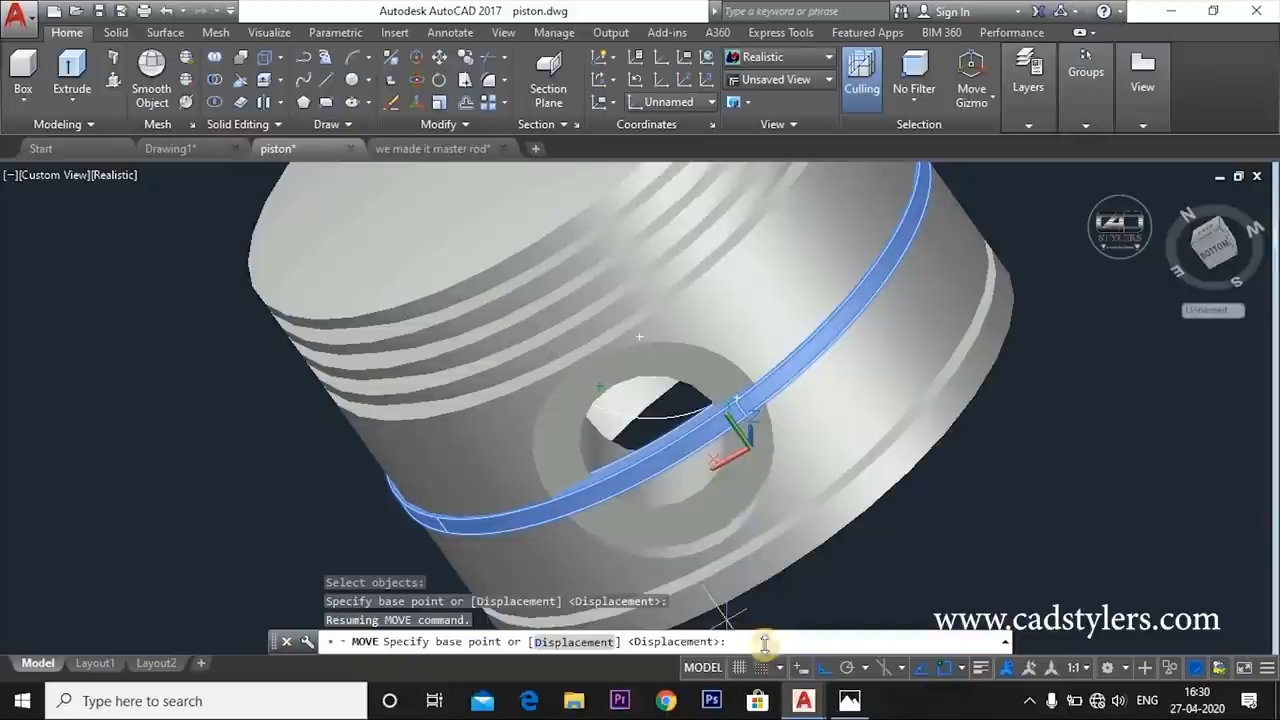 Autodesk AutoCAD 2017 piston.dwg
Type a keyword or phrase
Sign In
Home Solid Surface Mesh Visualize Parametric Insert Annotate View Manage Output Add-ins A360 Express Tools Featured Apps BIM 360 Performance
Box
Extrude
Smooth Object
Section Plane
Unnamed
Realistic
Unsaved View
Culling
No Filter
Move Gizmo
Layers
Groups
View
Modeling Mesh Solid Editing Draw Modify Section Coordinates View Selection
Start Drawing1* piston* we made it master rod*
[−][Custom View][Realistic]
STYLERS
N
W
E
S
BOTTOM
Unnamed
Z
X
Select objects:
Specify base point or [Displacement] <Displacement>:
Resuming MOVE command.
MOVE Specify base point or [Displacement] <Displacement>:
www.cadstylers.com
Model Layout1 Layout2
MODEL
1:1
Type here to search
Pr
Ps
A
ENG
16:30
27-04-2020